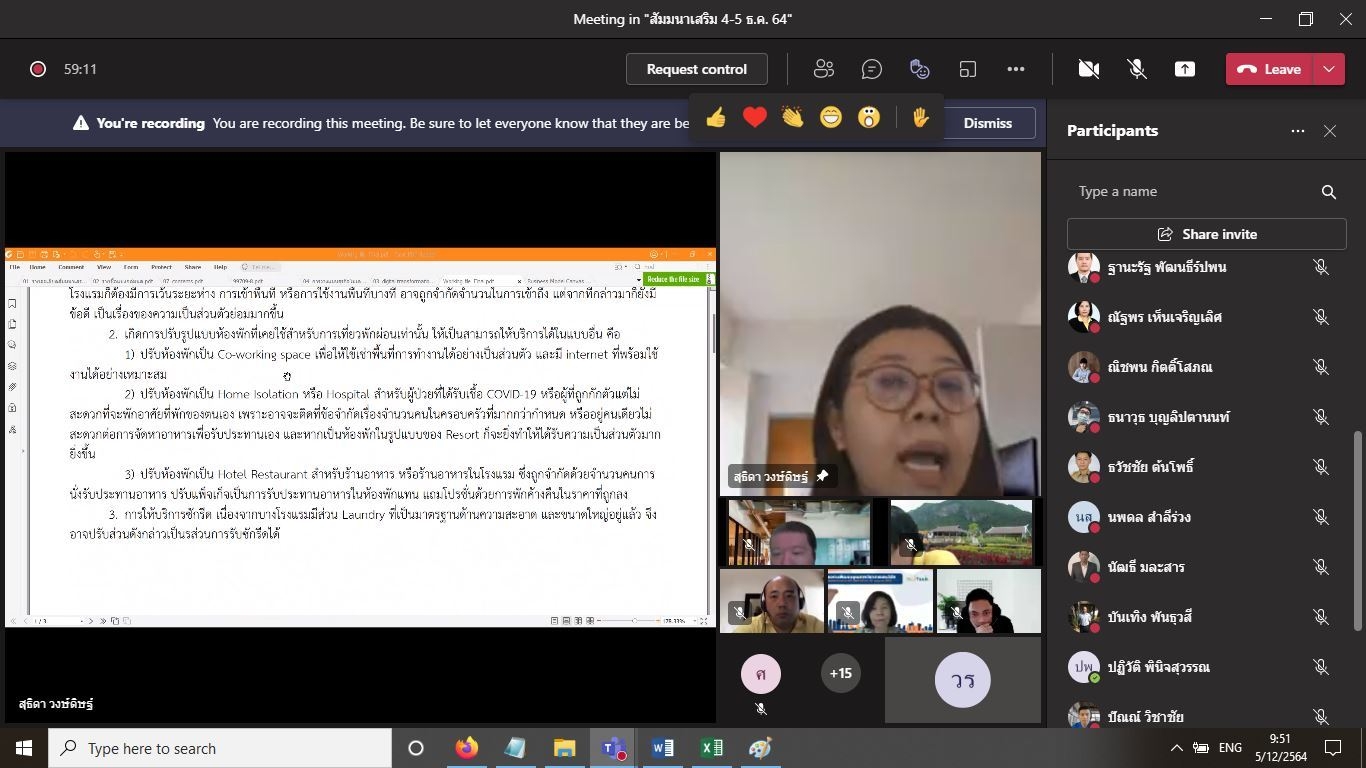 Meeting in "สัมมนาเสริม 4-5 ธ.ค. 64"
59:11
Request control
Leave
You're recording You are recording this meeting. Be sure to let everyone know that they are be
Dismiss
Participants
Type a name
Share invite
ฐานะรัฐ พัฒนธีรัปพน
ณัฐพร เห็นเจริญเลิศ
ณิชพน กิตติ์โสภณ
ธนาวุธ บุญลิปตานนท์
ธวัชชัย ต้นโพธิ์
นส
นพดล สำลีร่วง
นัฒธี มละสาร
บันเทิง พันธุวสี
ปพ
ปฏิวัติ พินิจสุวรรณ
ปัณณ์ วิชาชัย
File Home Comment View Form Protect Share Help
Reduce the file size
โรงแรมก็ต้องมีการเว้นระยะห่าง การเข้าพื้นที่ หรือการใช้งานพื้นที่บางที่ อาจถูกจำกัดจำนวนในการเข้าถึง แต่จากที่กล่าวมาก็ยังมี
ข้อดี เป็นเรื่องของความเป็นส่วนตัวย่อมมากขึ้น
2. เกิดการปรับรูปแบบห้องพักที่เคยใช้สำหรับการเที่ยวพักผ่อนเท่านั้น ให้เป็นสามารถให้บริการได้ในแบบอื่น คือ
1) ปรับห้องพักเป็น Co-working space เพื่อให้ใช้เช่าพื้นที่การทำงานได้อย่างเป็นส่วนตัว และมี internet ที่พร้อมใช้
งานได้อย่างเหมาะสม
2) ปรับห้องพักเป็น Home Isolation หรือ Hospital สำหรับผู้ป่วยที่ได้รับเชื้อ COVID-19 หรือผู้ที่ถูกกักตัวแต่ไม่
สะดวกที่จะพักอาศัยที่พักของตนเอง เพราะอาจจะติดที่ข้อจำกัดเรื่องจำนวนคนในครอบครัวที่มากกว่ากำหนด หรืออยู่คนเดียวไม่
สะดวกต่อการจัดหาอาหารเพื่อรับประทานเอง และหากเป็นห้องพักในรูปแบบของ Resort ก็จะยิ่งทำให้ได้รับความเป็นส่วนตัวมาก
ยิ่งขึ้น
3) ปรับห้องพักเป็น Hotel Restaurant สำหรับร้านอาหาร หรือร้านอาหารในโรงแรม ซึ่งถูกจำกัดด้วยจำนวนคนการ
นั่งรับประทานอาหาร ปรับแพ็จเก็จเป็นการรับประทานอาหารในห้องพักแทน แถมโปรชั่นด้วยการพักค้างคืนในราคาที่ถูกลง
3. การให้บริการซักรีด เนื่องจากบางโรงแรมมีส่วน Laundry ที่เป็นมาตรฐานด้านความสะอาด และขนาดใหญ่อยู่แล้ว จึง
อาจปรับส่วนดังกล่าวเป็นรส่วนการรับซักรีดได้
1 / 3
สุธิดา วงษ์ดิษฐ์
สุธิดา วงษ์ดิษฐ์
ศ
+15
วร
Type here to search
ENG
9:51
5/12/2564